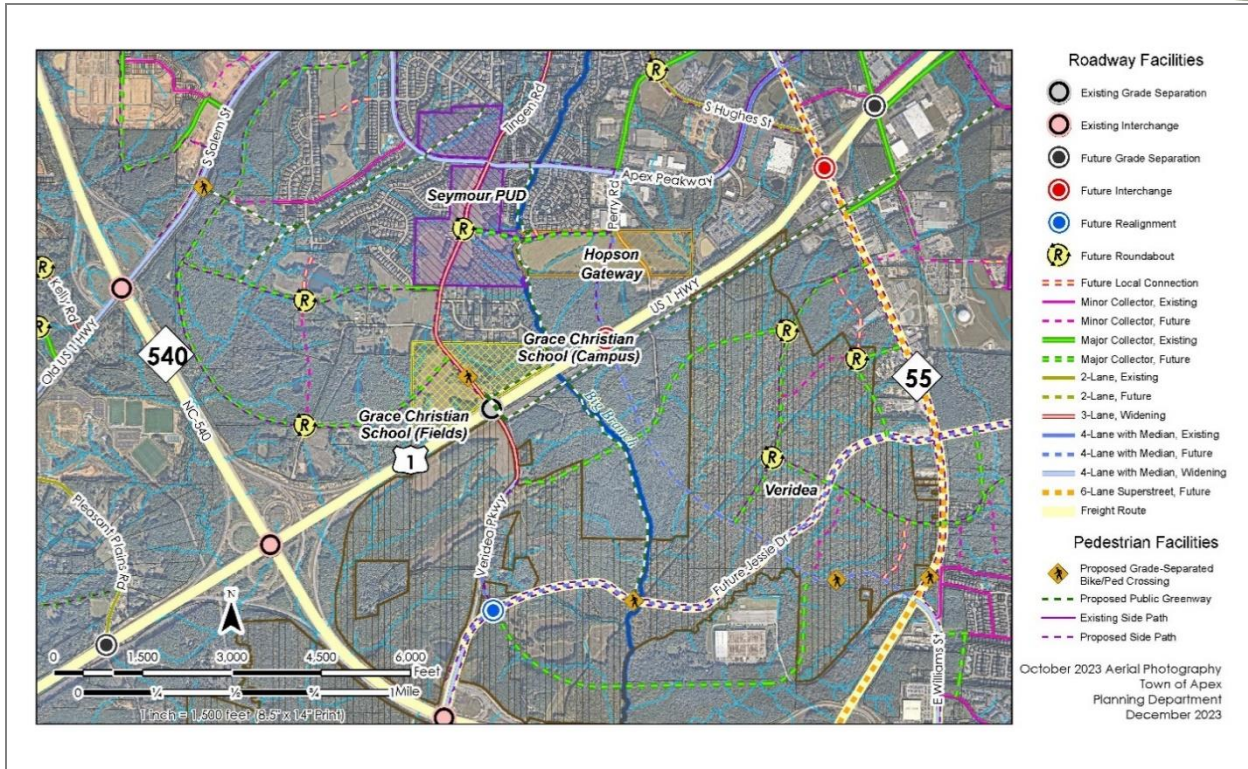 Tingen Rd
S Hughes St
S Salem St
Apex Peakway
Perry Rd
Seymour PUD
Hopson
Gateway
Kelly Rd
Old US 1 HWY
540
NC-540
US 1 HWY
Grace Christian
School (Campus)
Grace Christian
School (Fields)
1
55
Big Branch
Veridea
Pleasant Plains Rd
Veridea Pkwy
Future Jessie Dr
E Williams St
N
0 1,500 3,000 4,500 6,000
Feet
0 ¼ ½ ¾ 1
Mile
1 inch = 1,500 feet (8.5" x 14" Print)
R
R
R
R
R
R
R
R
R
Roadway Facilities
Existing Grade Separation
Existing Interchange
Future Grade Separation
Future Interchange
Future Realignment
R Future Roundabout
Future Local Connection
Minor Collector, Existing
Minor Collector, Future
Major Collector, Existing
Major Collector, Future
2-Lane, Existing
2-Lane, Future
3-Lane, Widening
4-Lane with Median, Existing
4-Lane with Median, Future
4-Lane with Median, Widening
6-Lane Superstreet, Future
Freight Route
Pedestrian Facilities
Proposed Grade-Separated
Bike/Ped Crossing
Proposed Public Greenway
Existing Side Path
Proposed Side Path
October 2023 Aerial Photography
Town of Apex
Planning Department
December 2023